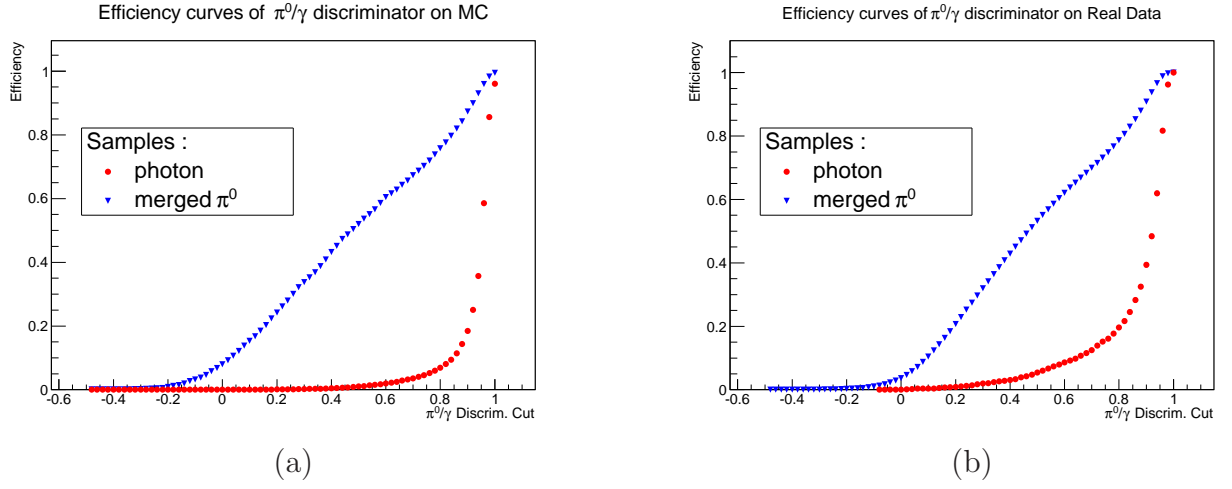 Efficiency curves of π⁰/γ discriminator on MC
Efficiency
1
0.8
0.6
0.4
0.2
0
-0.6 -0.4 -0.2 0 0.2 0.4 0.6 0.8 1
π⁰/γ Discrim. Cut
Samples :
photon
merged π⁰
(a)
Efficiency curves of π⁰/γ discriminator on Real Data
Efficiency
1
0.8
0.6
0.4
0.2
0
-0.6 -0.4 -0.2 0 0.2 0.4 0.6 0.8 1
π⁰/γ Discrim. Cut
Samples :
photon
merged π⁰
(b)